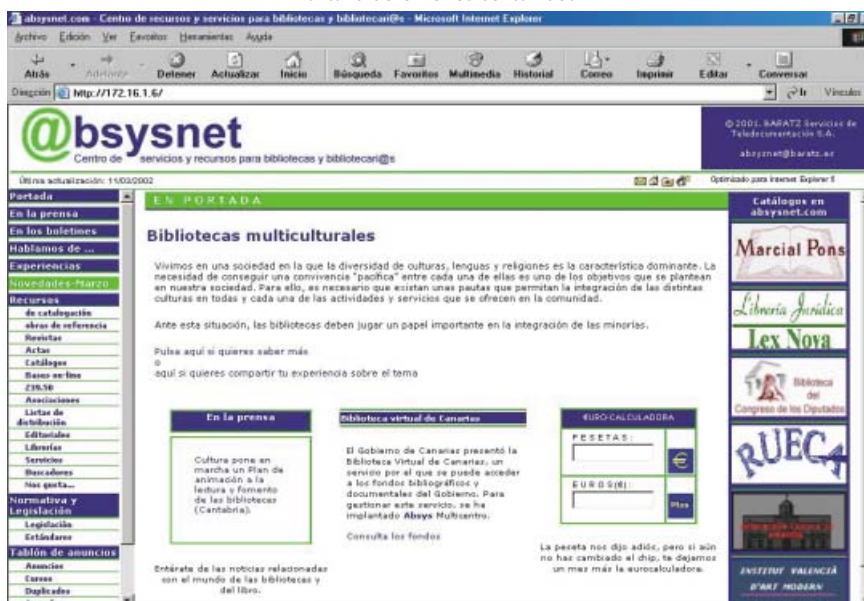 absysnet.com - Centro de recursos y servicios para bibliotecas y bibliotecari@s - Microsoft Internet Explorer
Archivo Edición Ver Favoritos Herramientas Ayuda
Atrás Adelante Detener Actualizar Inicio Búsqueda Favoritos Multimedia Historial Correo Imprimir Editar Conversar
Dirección http://172.16.1.6/ Ir Vínculos
@bsysnet
Centro de servicios y recursos para bibliotecas y bibliotecari@s
© 2001. BARATZ Servicios de
Teledocumentación S.A.
absysnet@baratz.es
Última actualización: 11/03/2002
Optimizado para Internet Explorer
Portada
En la prensa
En los boletines
Hablamos de ...
Experiencias
Novedades-Marzo
Recursos
de catalogación
obras de referencia
Revistas
Actas
Catálogos
Bases on-line
Z39.50
Asociaciones
Listas de
distribución
Editoriales
Librerías
Servicios
Buscadores
Nos gusta...
Normativa y
Legislación
Legislación
Estándares
Tablón de anuncios
Anuncios
Cursos
Duplicados
EN PORTADA
Bibliotecas multiculturales
Vivimos en una sociedad en la que la diversidad de culturas, lenguas y religiones es la característica dominante. La
necesidad de conseguir una convivencia "pacífica" entre cada una de ellas es uno de los objetivos que se plantean
en nuestra sociedad. Para ello, es necesario que existan unas pautas que permitan la integración de las distintas
culturas en todas y cada una de las actividades y servicios que se ofrecen en la comunidad.
Ante esta situación, las bibliotecas deben jugar un papel importante en la integración de las minorías.
Pulsa aquí si quieres saber más
o
aquí si quieres compartir tu experiencia sobre el tema
En la prensa
Cultura pone en
marcha un Plan de
animación a la
lectura y fomento
de las bibliotecas
(Cantabria).
Entérate de las noticias relacionadas
con el mundo de las bibliotecas y
del libro.
Biblioteca virtual de Canarias
El Gobierno de Canarias presentó la
Biblioteca Virtual de Canarias, un
servicio por el que se puede acceder
a los fondos bibliográficos y
documentales del Gobierno. Para
gestionar este servicio, se ha
implantado Absys Multicentro.
Consulta los fondos
€URO-CALCULADORA
PESETAS:
€
EUROS(€):
Ptas
La peseta nos dijo adiós, pero si aún
no has cambiado el chip, te dejamos
un mes más la eurocalculadora.
Catálogos en
absysnet.com
Marcial Pons
Librería Jurídica
Lex Nova
Biblioteca
del
Congreso de los Diputados
RUECA
INSTITUT VALENCIÀ
D'ART MODERN